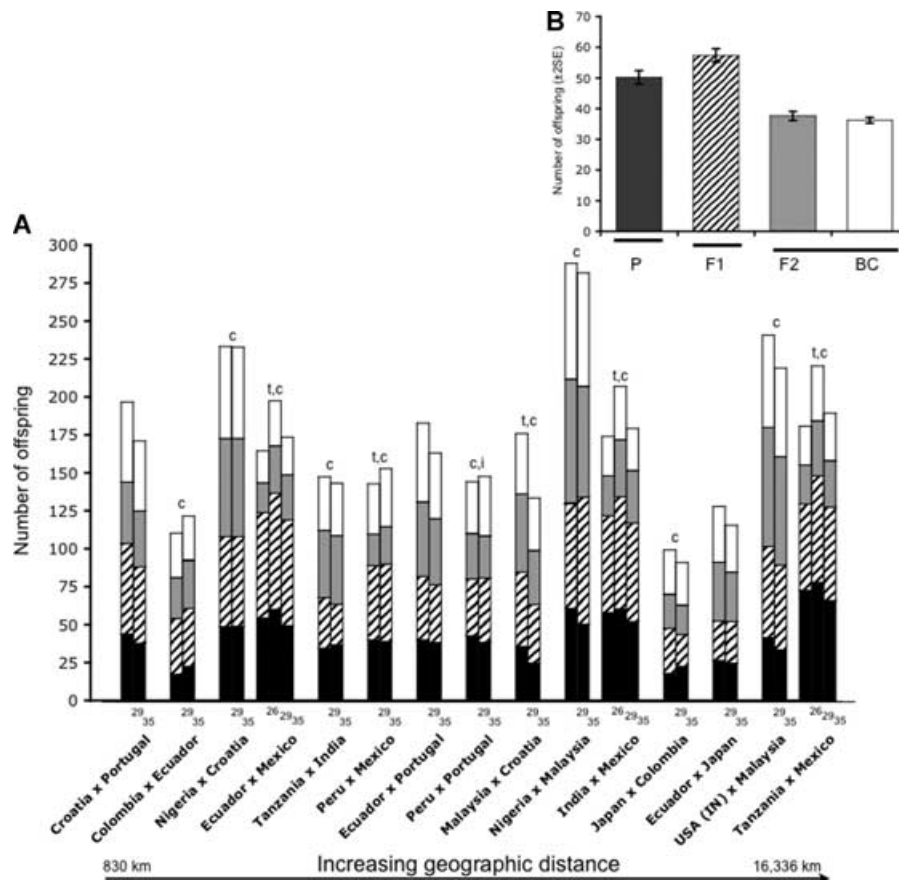 B
Number of offspring (±2SE)
70
60
50
40
30
20
10
0
P F1 F2 BC
A
Number of offspring
300
275
250
225
200
175
150
125
100
75
50
25
0
c c t,c c t,c c,i t,c c t,c c c t,c
29 35 29 35 29 35 26 29 35 29 35 29 35 29 35 29 35 29 35 29 35 26 29 35 29 35 29 35 29 35 26 29 35
Croatia x Portugal
Colombia x Ecuador
Nigeria x Croatia
Ecuador x Mexico
Tanzania x India
Peru x Mexico
Ecuador x Portugal
Peru x Portugal
Malaysia x Croatia
Nigeria x Malaysia
India x Mexico
Japan x Colombia
Ecuador x Japan
USA (IN) x Malaysia
Tanzania x Mexico
830 km Increasing geographic distance 16,336 km